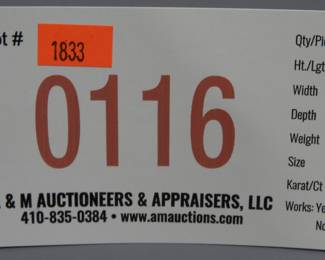 ot #
1833
0116
& M AUCTIONEERS & APPRAISERS, LLC
410-835-0384 • www.amauctions.com
Qty/Pi
Ht./Lgt
Width
Depth
Weight
Size
Karat/Ct
Works: Ye
No